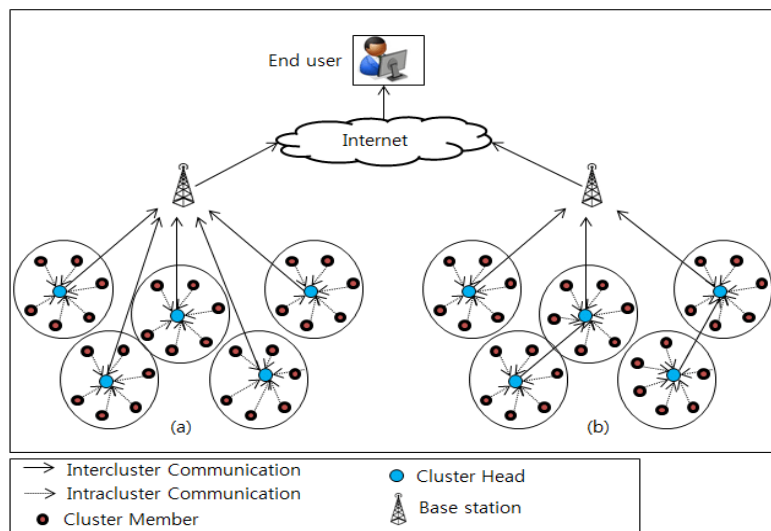 End user
Internet
(a)
(b)
Intercluster Communication
Intracluster Communication
Cluster Member
Cluster Head
Base station